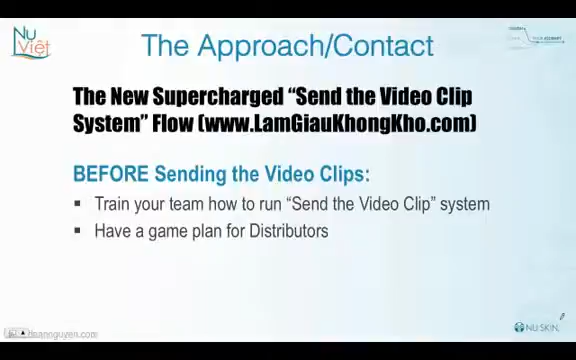 Nu
Việt
The Approach/Contact
The New Supercharged “Send the Video Clip
System” Flow (www.LamGiauKhongKho.com)
BEFORE Sending the Video Clips:
Train your team how to run “Send the Video Clip” system
Have a game plan for Distributors
NU SKIN